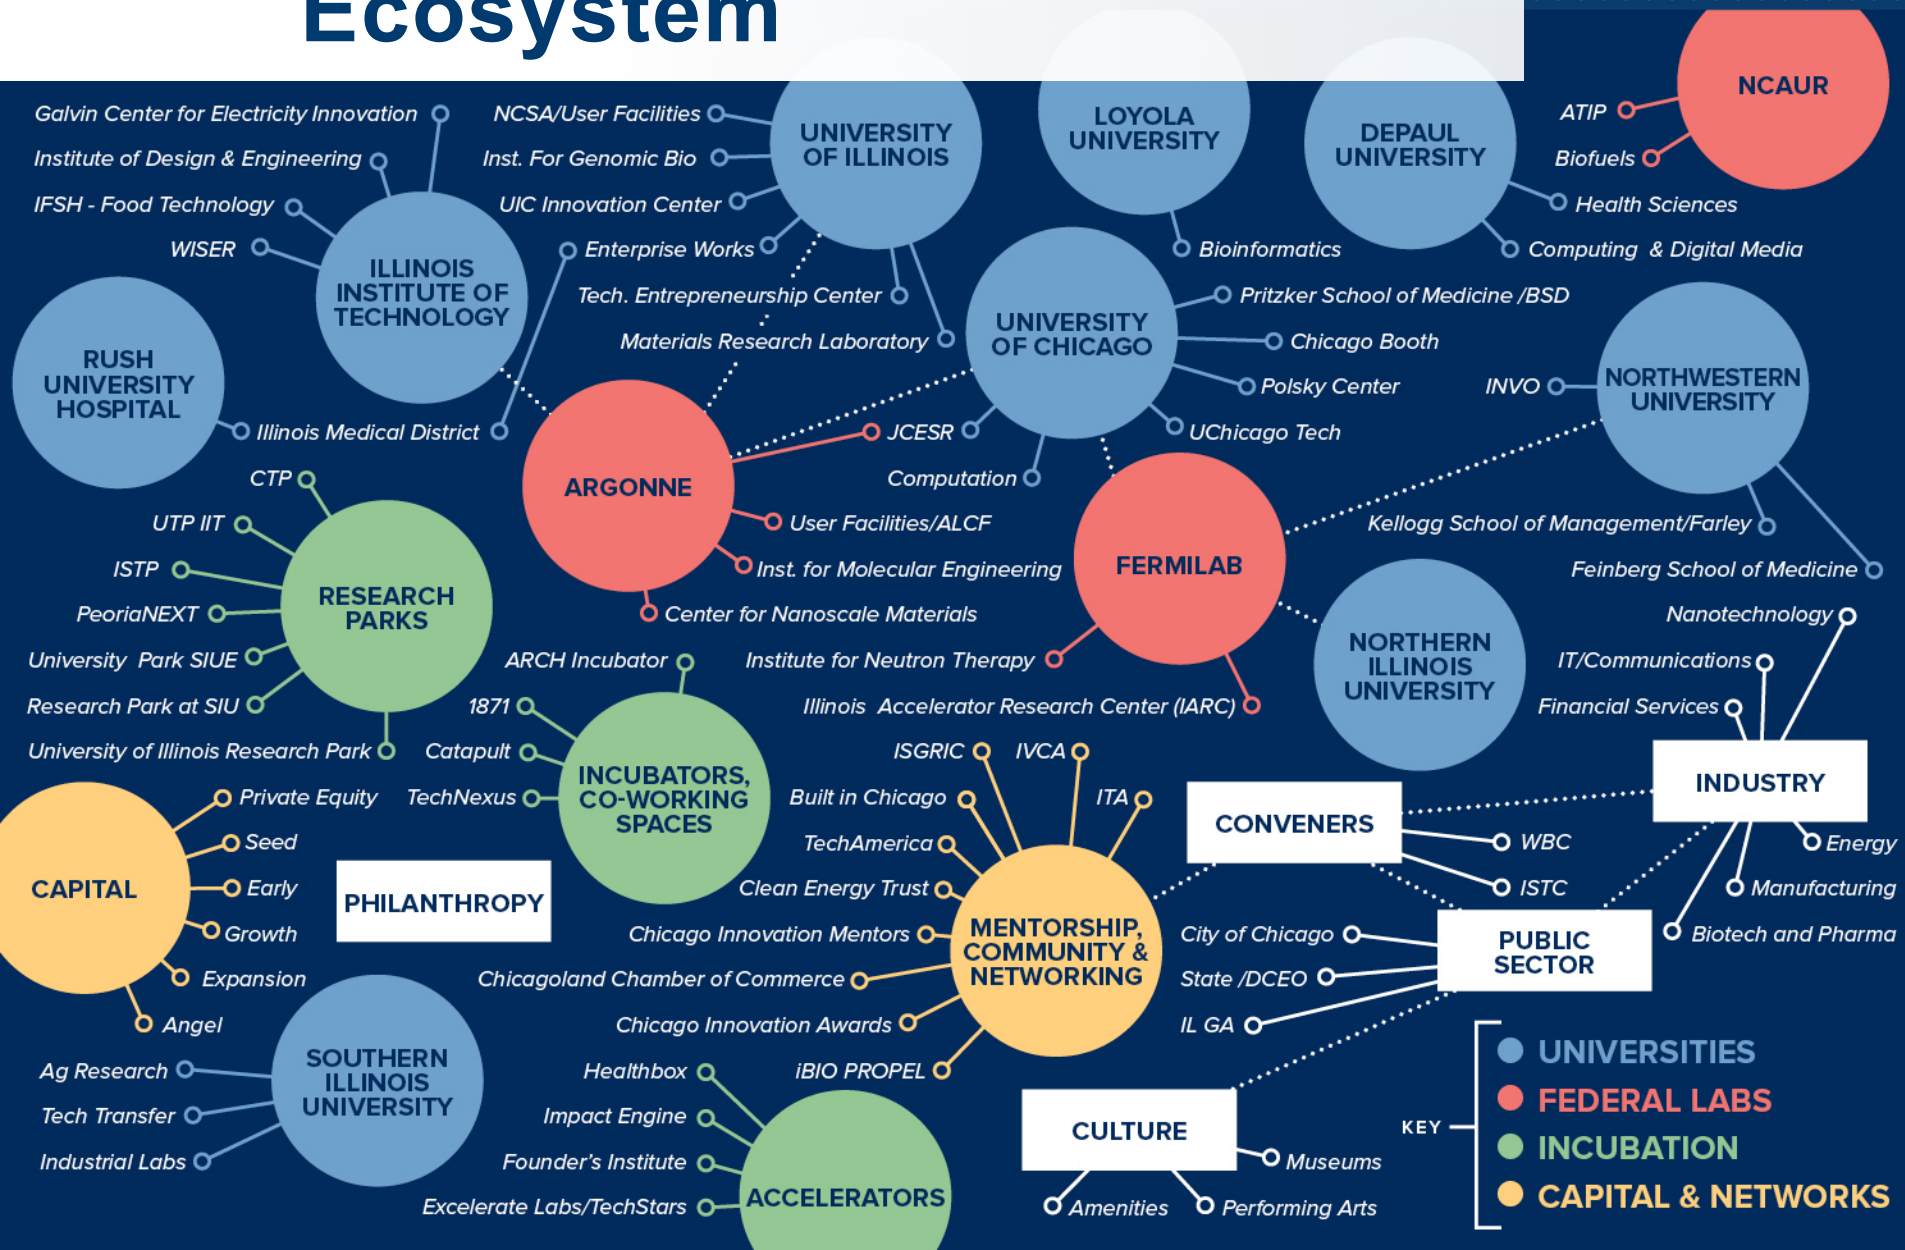 Ecosystem
NCAUR
ATIP
Biofuels
Galvin Center for Electricity Innovation
Institute of Design & Engineering
IFSH - Food Technology
WISER
ILLINOIS
INSTITUTE OF
TECHNOLOGY
NCSA/User Facilities
Inst. For Genomic Bio
UIC Innovation Center
Enterprise Works
Tech. Entrepreneurship Center
Materials Research Laboratory
UNIVERSITY
OF ILLINOIS
LOYOLA
UNIVERSITY
Bioinformatics
DEPAUL
UNIVERSITY
Health Sciences
Computing & Digital Media
RUSH
UNIVERSITY
HOSPITAL
Illinois Medical District
UNIVERSITY
OF CHICAGO
Pritzker School of Medicine /BSD
Chicago Booth
Polsky Center
UChicago Tech
JCESR
Computation
INVO
NORTHWESTERN
UNIVERSITY
Kellogg School of Management/Farley
Feinberg School of Medicine
ARGONNE
User Facilities/ALCF
Inst. for Molecular Engineering
Center for Nanoscale Materials
FERMILAB
Institute for Neutron Therapy
Illinois Accelerator Research Center (IARC)
NORTHERN
ILLINOIS
UNIVERSITY
CTP
UTP IIT
ISTP
PeoriaNEXT
University Park SIUE
Research Park at SIU
University of Illinois Research Park
RESEARCH
PARKS
ARCH Incubator
1871
Catapult
TechNexus
INCUBATORS,
CO-WORKING
SPACES
Nanotechnology
IT/Communications
Financial Services
INDUSTRY
Energy
Manufacturing
Biotech and Pharma
CAPITAL
Private Equity
Seed
Early
Growth
Expansion
Angel
PHILANTHROPY
ISGRIC
IVCA
Built in Chicago
ITA
TechAmerica
Clean Energy Trust
Chicago Innovation Mentors
Chicagoland Chamber of Commerce
Chicago Innovation Awards
iBIO PROPEL
MENTORSHIP,
COMMUNITY &
NETWORKING
CONVENERS
WBC
ISTC
PUBLIC
SECTOR
City of Chicago
State /DCEO
IL GA
Ag Research
Tech Transfer
Industrial Labs
SOUTHERN
ILLINOIS
UNIVERSITY
Healthbox
Impact Engine
Founder's Institute
Excelerate Labs/TechStars
ACCELERATORS
CULTURE
Museums
Amenities
Performing Arts
KEY
UNIVERSITIES
FEDERAL LABS
INCUBATION
CAPITAL & NETWORKS